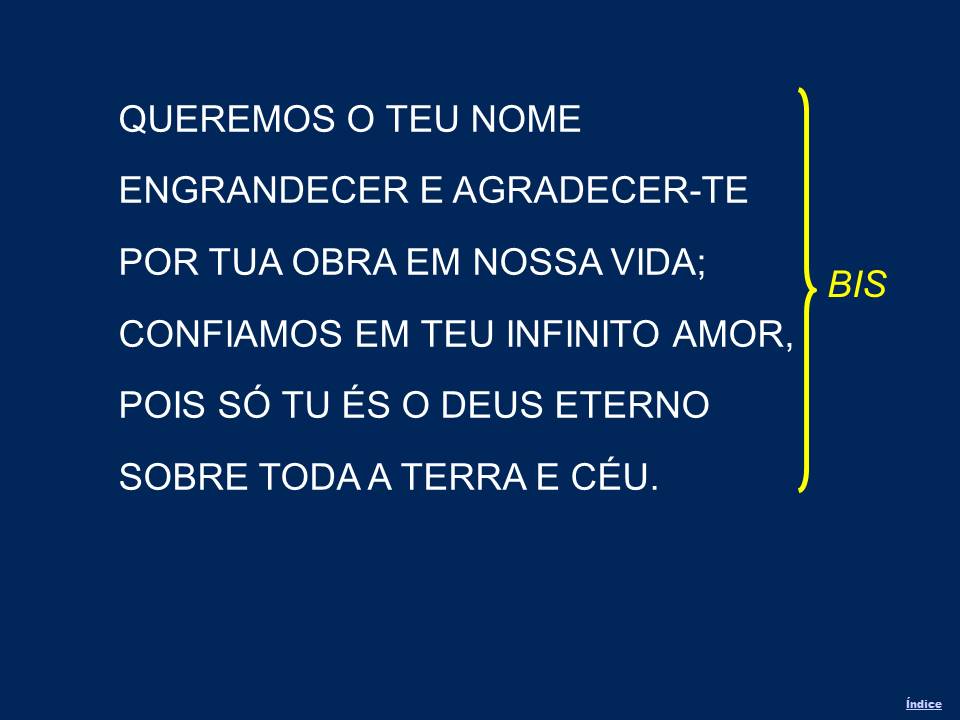 QUEREMOS O TEU NOME
ENGRANDECER E AGRADECER-TE
POR TUA OBRA EM NOSSA VIDA;
CONFIAMOS EM TEU INFINITO AMOR,
POIS SÓ TU ÉS O DEUS ETERNO
SOBRE TODA A TERRA E CÉU.
BIS
Índice